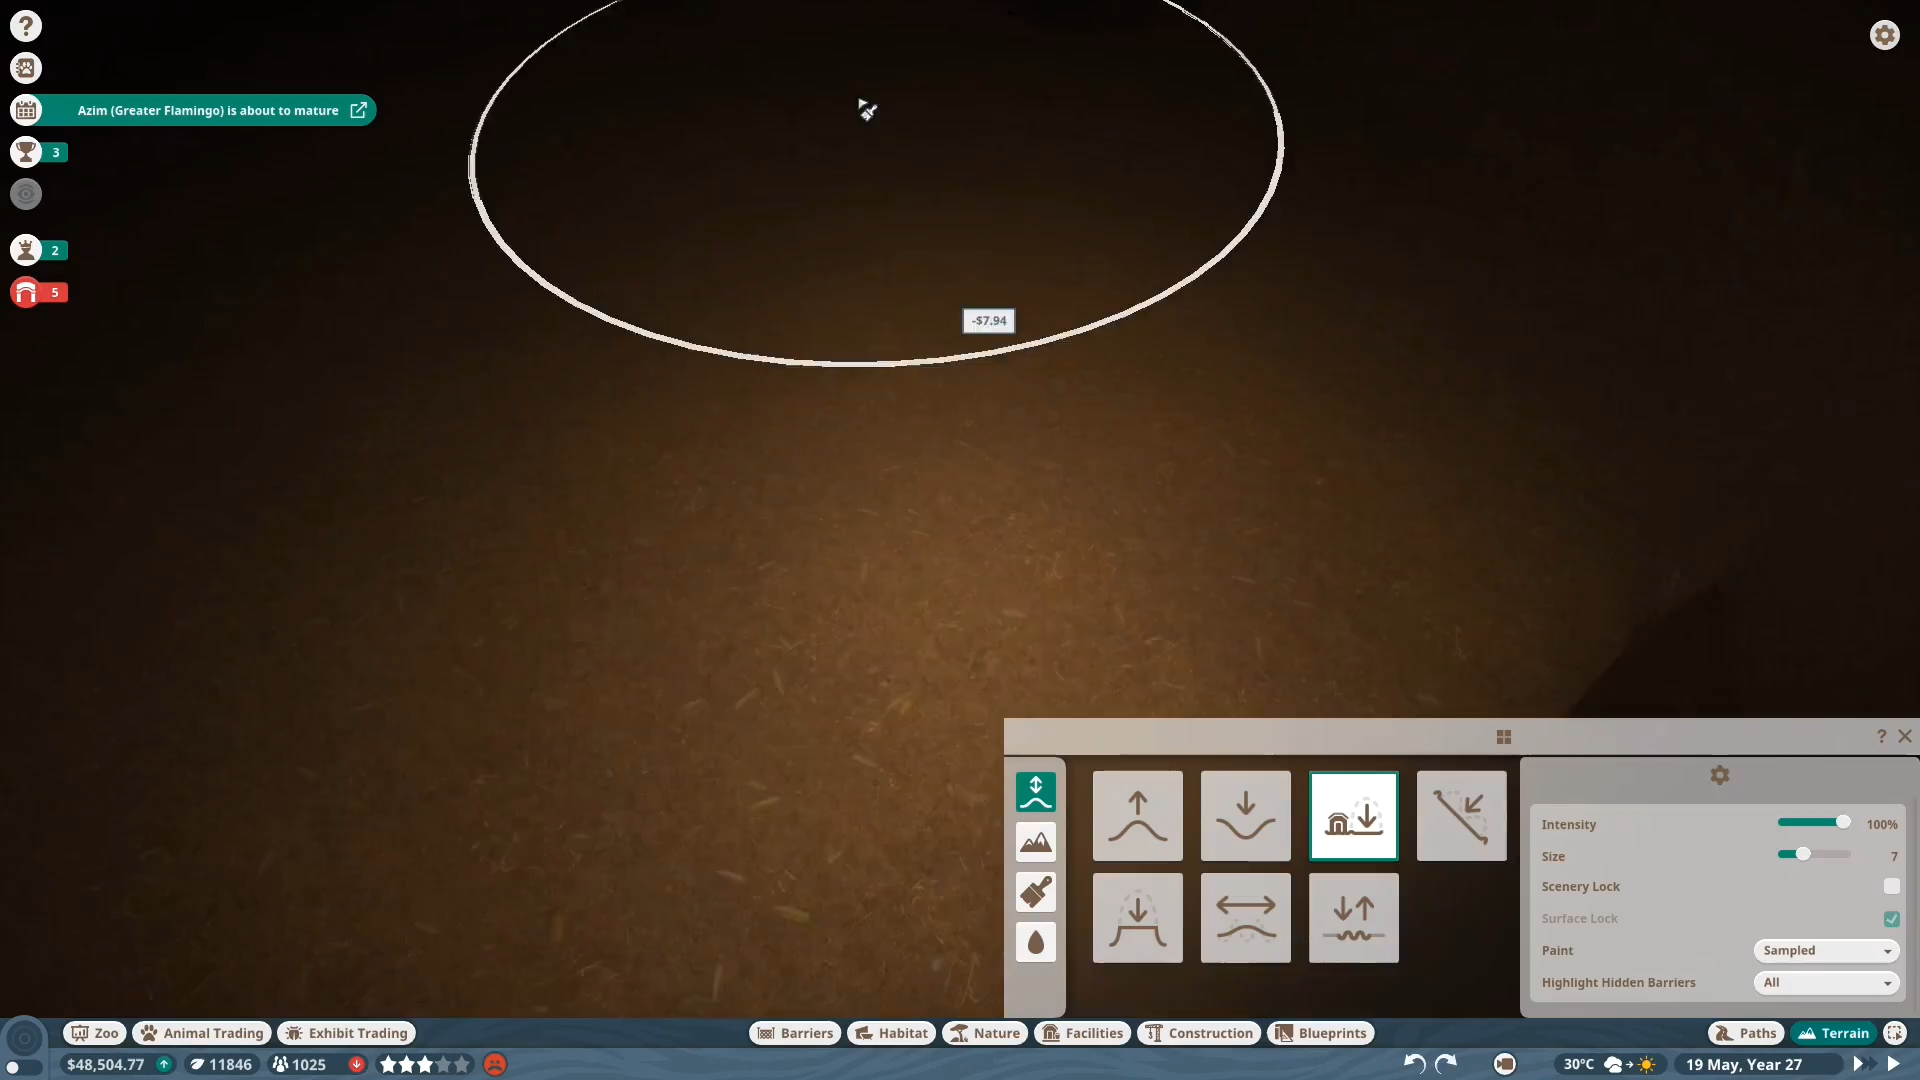 ?
Azim (Greater Flamingo) is about to mature
3
2
5
-$7.94
?
Intensity 100%
Size 7
Scenery Lock
Surface Lock
Paint Sampled
Highlight Hidden Barriers All
Zoo Animal Trading Exhibit Trading Barriers Habitat Nature Facilities Construction Blueprints Paths Terrain
$48,504.77 11846 1025 30°C 19 May, Year 27